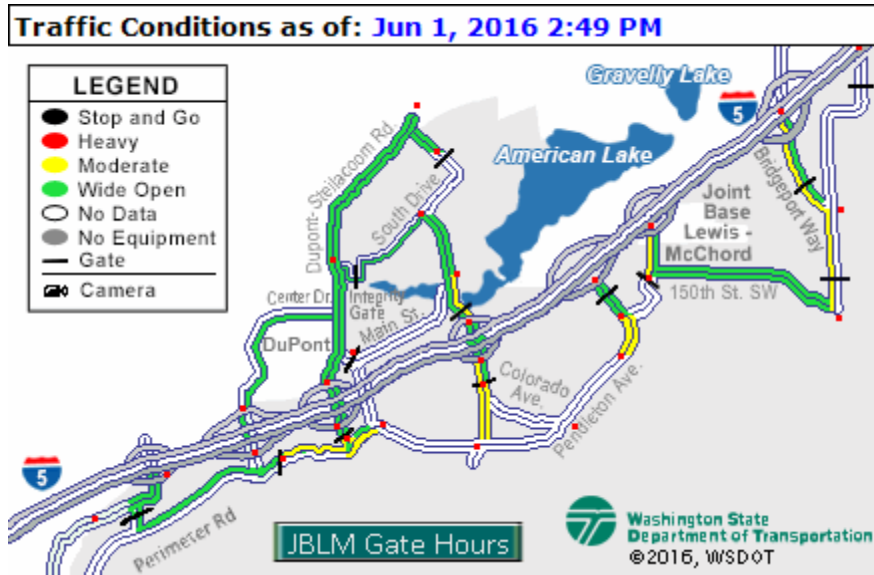 Traffic Conditions as of: Jun 1, 2016 2:49 PM
LEGEND
Stop and Go
Heavy
Moderate
Wide Open
No Data
No Equipment
Gate
Camera
Gravelly Lake
American Lake
5
Dupont-Steilacoom Rd.
South Drive
Bridgeport Way
Joint
Base
Lewis -
McChord
150th St. SW
Center Dr.
Integrity
Gate
Main St.
DuPont
Colorado
Ave.
Pendleton Ave.
5
Perimeter Rd
JBLM Gate Hours
Washington State
Department of Transportation
©2016, WSDOT